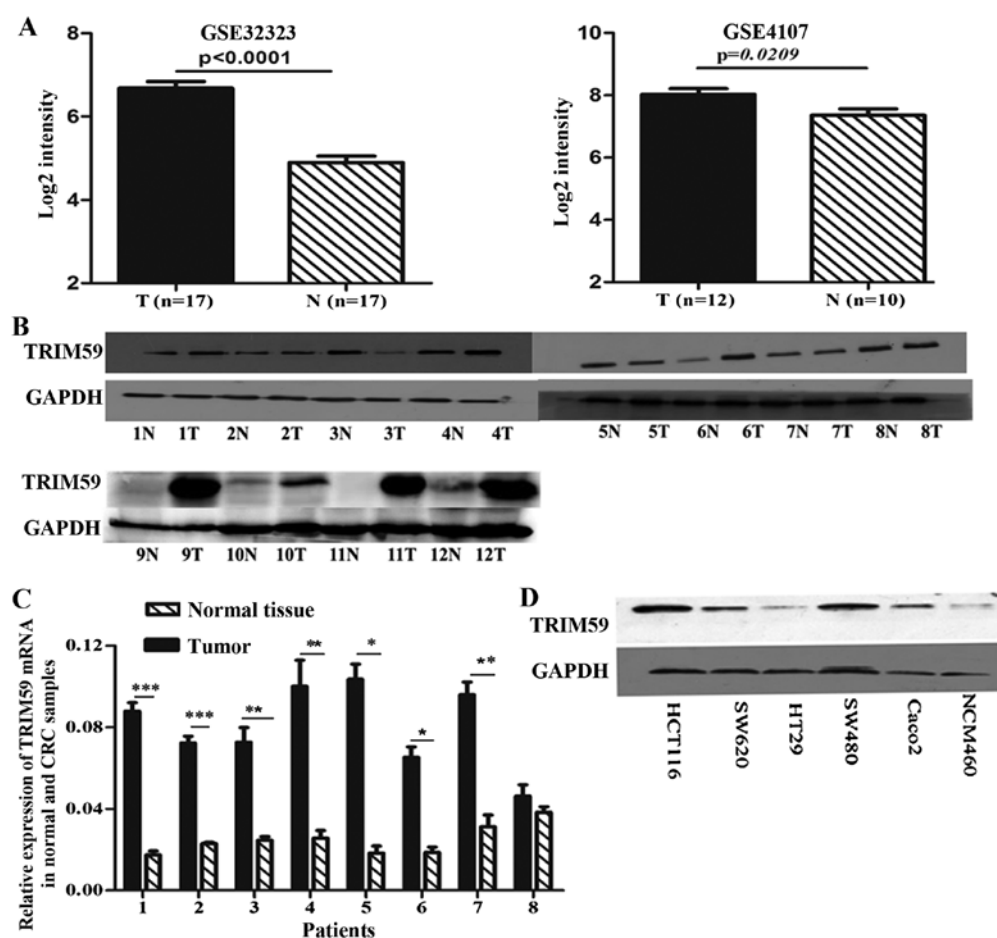 A
GSE32323
p<0.0001
Log2 intensity
8
6
4
2
T (n=17)
N (n=17)
GSE4107
p=0.0209
Log2 intensity
10
8
6
4
2
T (n=12)
N (n=10)
B
TRIM59
GAPDH
1N 1T 2N 2T 3N 3T 4N 4T
5N 5T 6N 6T 7N 7T 8N 8T
TRIM59
GAPDH
9N 9T 10N 10T 11N 11T 12N 12T
C
Normal tissue
Tumor
Relative expression of TRIM59 mRNA
in normal and CRC samples
0.12
0.08
0.04
0.00
*** *** ** ** * * **
1 2 3 4 5 6 7 8
Patients
D
TRIM59
GAPDH
HCT116
SW620
HT29
SW480
Caco2
NCM460